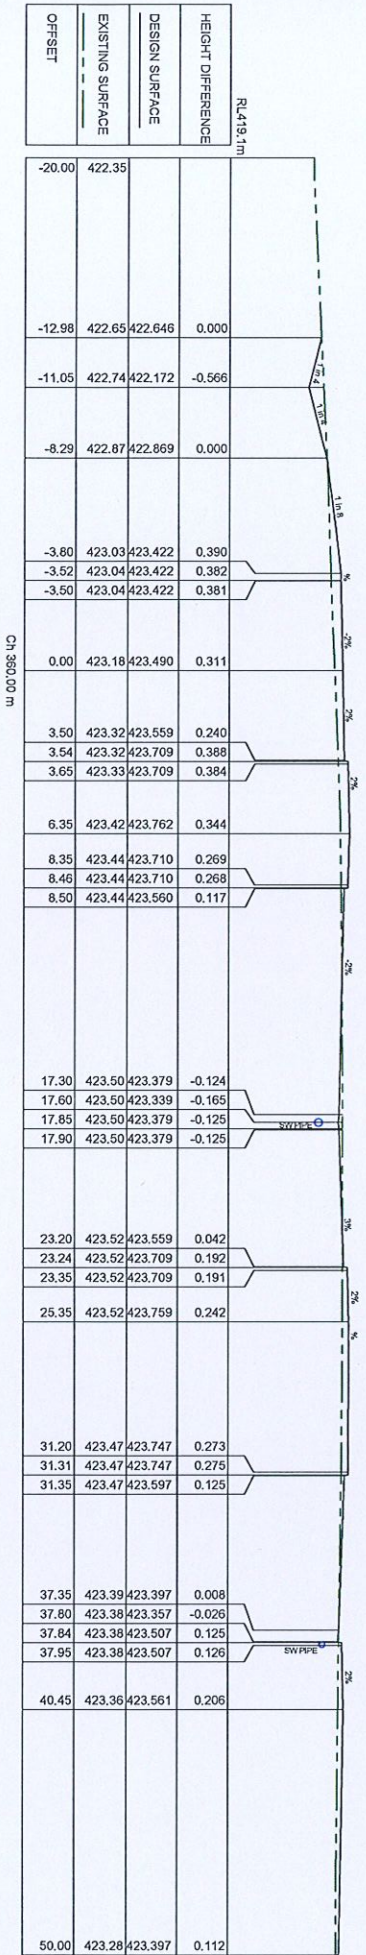 RL419.1m
HEIGHT DIFFERENCE
DESIGN SURFACE
EXISTING SURFACE
OFFSET
-20.00 422.35
-12.98 422.65 422.646 0.000
-11.05 422.74 422.172 -0.566
-8.29 422.87 422.869 0.000
-3.80 423.03 423.422 0.390
-3.52 423.04 423.422 0.382
-3.50 423.04 423.422 0.381
0.00 423.18 423.490 0.311
3.50 423.32 423.559 0.240
3.54 423.32 423.709 0.388
3.65 423.33 423.709 0.384
6.35 423.42 423.762 0.344
8.35 423.44 423.710 0.269
8.46 423.44 423.710 0.268
8.50 423.44 423.560 0.117
17.30 423.50 423.379 -0.124
17.60 423.50 423.339 -0.165
17.85 423.50 423.379 -0.125
17.90 423.50 423.379 -0.125
23.20 423.52 423.559 0.042
23.24 423.52 423.709 0.192
23.35 423.52 423.709 0.191
25.35 423.52 423.759 0.242
31.20 423.47 423.747 0.273
31.31 423.47 423.747 0.275
31.35 423.47 423.597 0.125
37.35 423.39 423.397 0.008
37.80 423.38 423.357 -0.026
37.84 423.38 423.507 0.125
37.95 423.38 423.507 0.126
40.45 423.36 423.561 0.206
50.00 423.28 423.397 0.112
1 in 4
1 in 4
1 in 8
%
-2%
2%
2%
-2%
SW PIPE
3%
2%
%
SW PIPE
2%
Ch 360.00 m